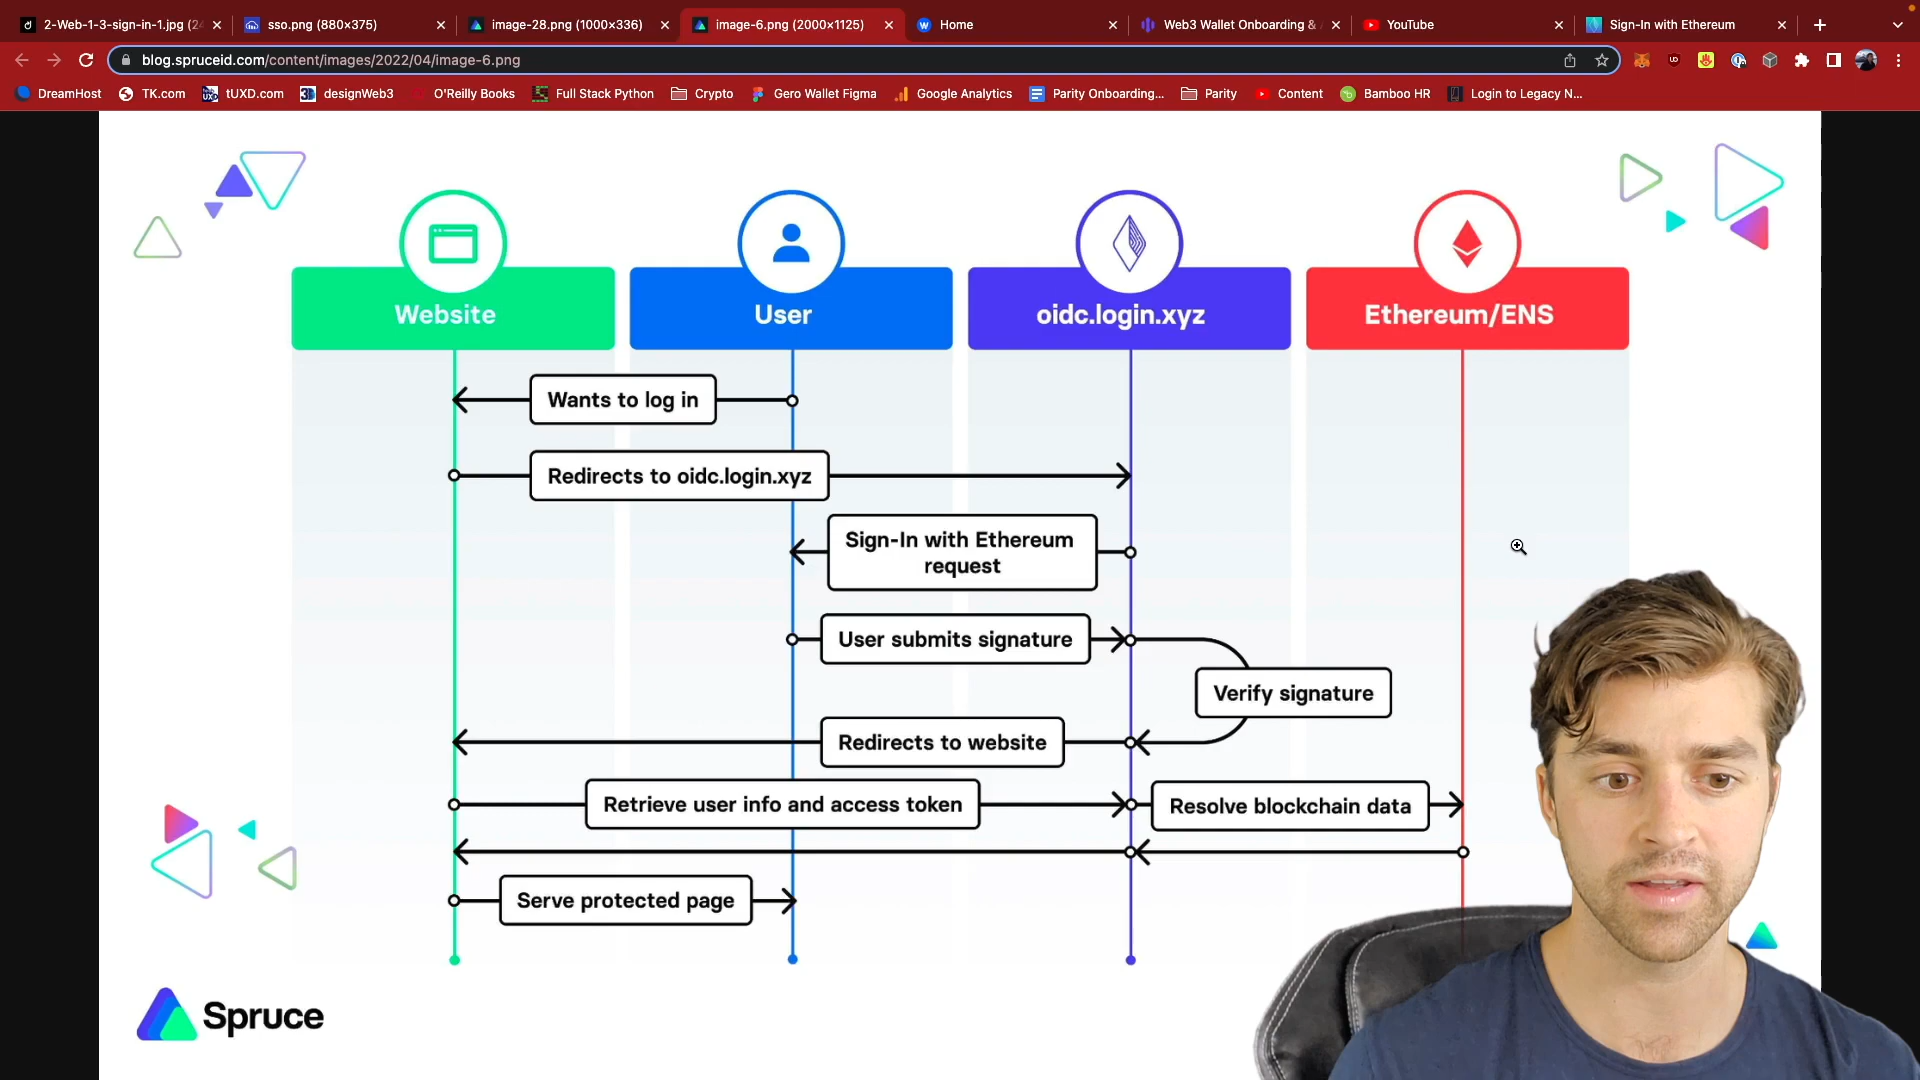 2-Web-1-3-sign-in-1.jpg (24
sso.png (880×375)
image-28.png (1000×336)
image-6.png (2000×1125)
Home
Web3 Wallet Onboarding &
YouTube
Sign-In with Ethereum
blog.spruceid.com/content/images/2022/04/image-6.png
DreamHost
TK.com
tUXD.com
designWeb3
O'Reilly Books
Full Stack Python
Crypto
Gero Wallet Figma
Google Analytics
Parity Onboarding...
Parity
Content
Bamboo HR
Login to Legacy N...
Website
User
oidc.login.xyz
Ethereum/ENS
Wants to log in
Redirects to oidc.login.xyz
Sign-In with Ethereum
request
User submits signature
Verify signature
Redirects to website
Retrieve user info and access token
Resolve blockchain data
Serve protected page
Spruce